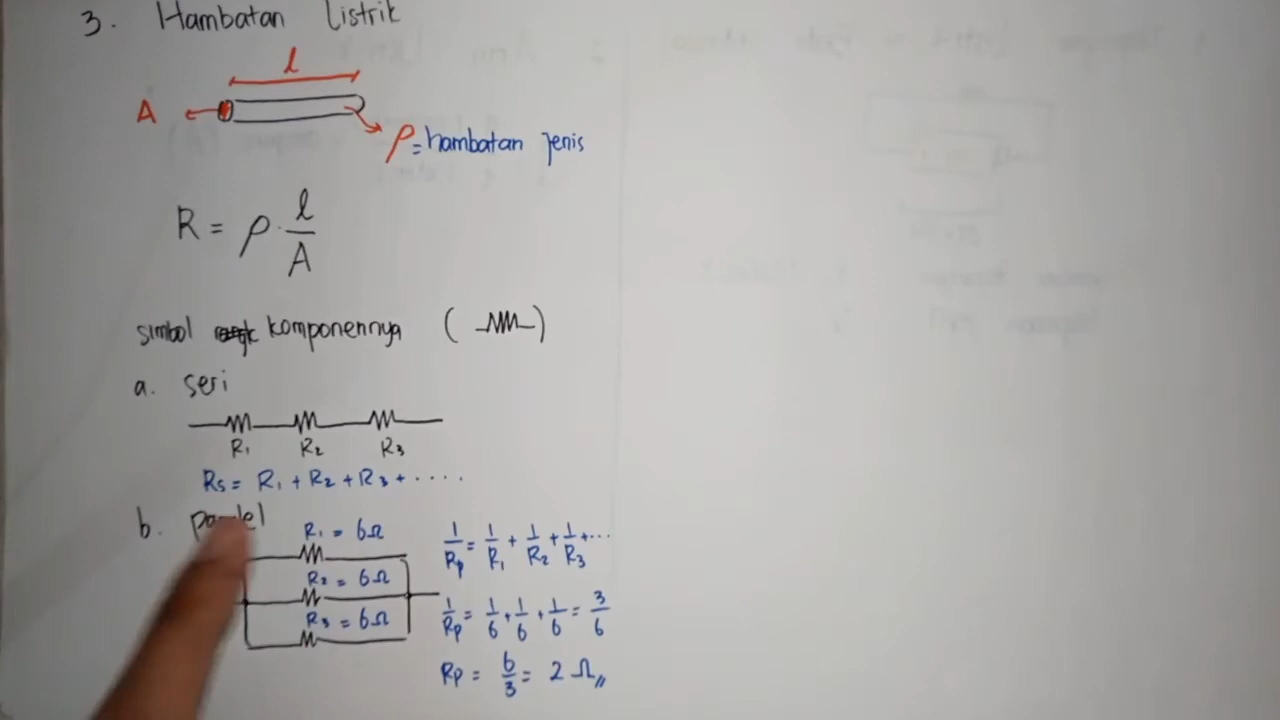 3. Hambatan Listrik
l
A
ρ = hambatan jenis
R = ρ · l/A
simbol komponennya ( )
a. seri
R₁ R₂ R₃
Rs = R₁ + R₂ + R₃ + ....
b. paralel
R₁ = 6Ω
R₂ = 6Ω
R₃ = 6Ω
1/Rp = 1/R₁ + 1/R₂ + 1/R₃ + ...
1/Rp = 1/6 + 1/6 + 1/6 = 3/6
Rp = 6/3 = 2 Ω //